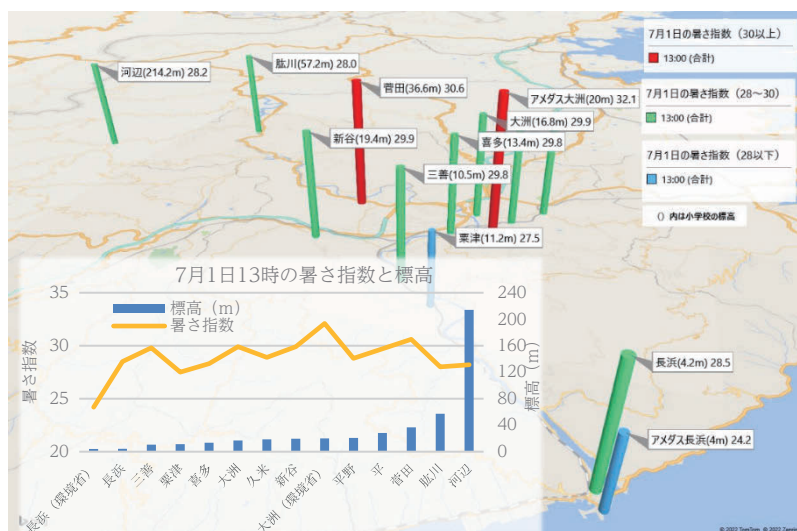 河辺(214.2m) 28.2
肱川(57.2m) 28.0
菅田(36.6m) 30.6
アメダス大洲(20m) 32.1
大洲(16.8m) 29.9
新谷(19.4m) 29.9
喜多(13.4m) 29.8
三善(10.5m) 29.8
粟津(11.2m) 27.5
長浜(4.2m) 28.5
アメダス長浜(4m) 24.2
7月1日の暑さ指数（30以上）
13:00 (合計)
7月1日の暑さ指数（28～30）
13:00 (合計)
7月1日の暑さ指数（28以下）
13:00 (合計)
() 内は小学校の標高
7月1日13時の暑さ指数と標高
標高（m）
暑さ指数
暑さ指数
35
30
25
20
240
200
160
120
80
40
0
標高（m）
長浜（環境省）
長浜
三善
粟津
喜多
大洲
久米
新谷
大洲（環境省）
平野
平
菅田
肱川
河辺
© 2022 TomTom, © 2022 Zenrin